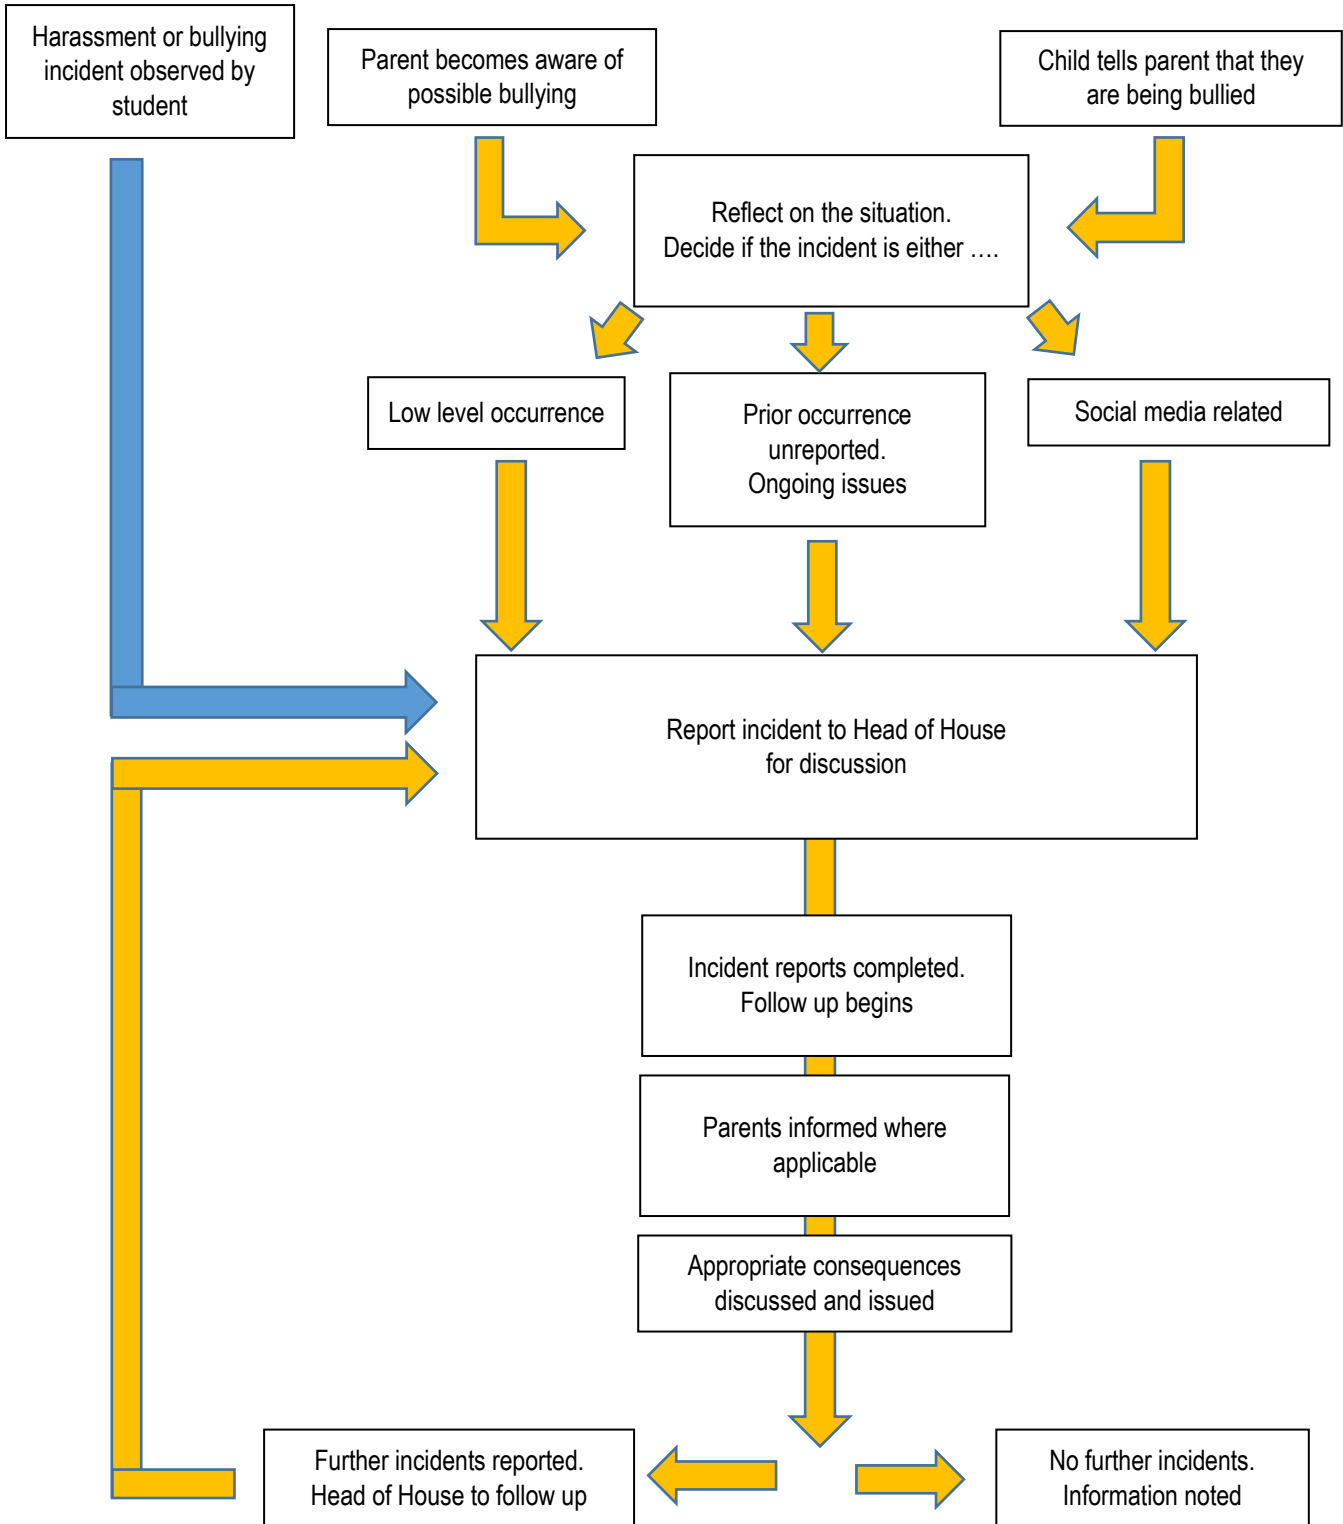 Harassment or bullying
incident observed by
student
Parent becomes aware of
possible bullying
Child tells parent that they
are being bullied
Reflect on the situation.
Decide if the incident is either ….
Low level occurrence
Prior occurrence
unreported.
Ongoing issues
Social media related
Report incident to Head of House
for discussion
Incident reports completed.
Follow up begins
Parents informed where
applicable
Appropriate consequences
discussed and issued
Further incidents reported.
Head of House to follow up
No further incidents.
Information noted